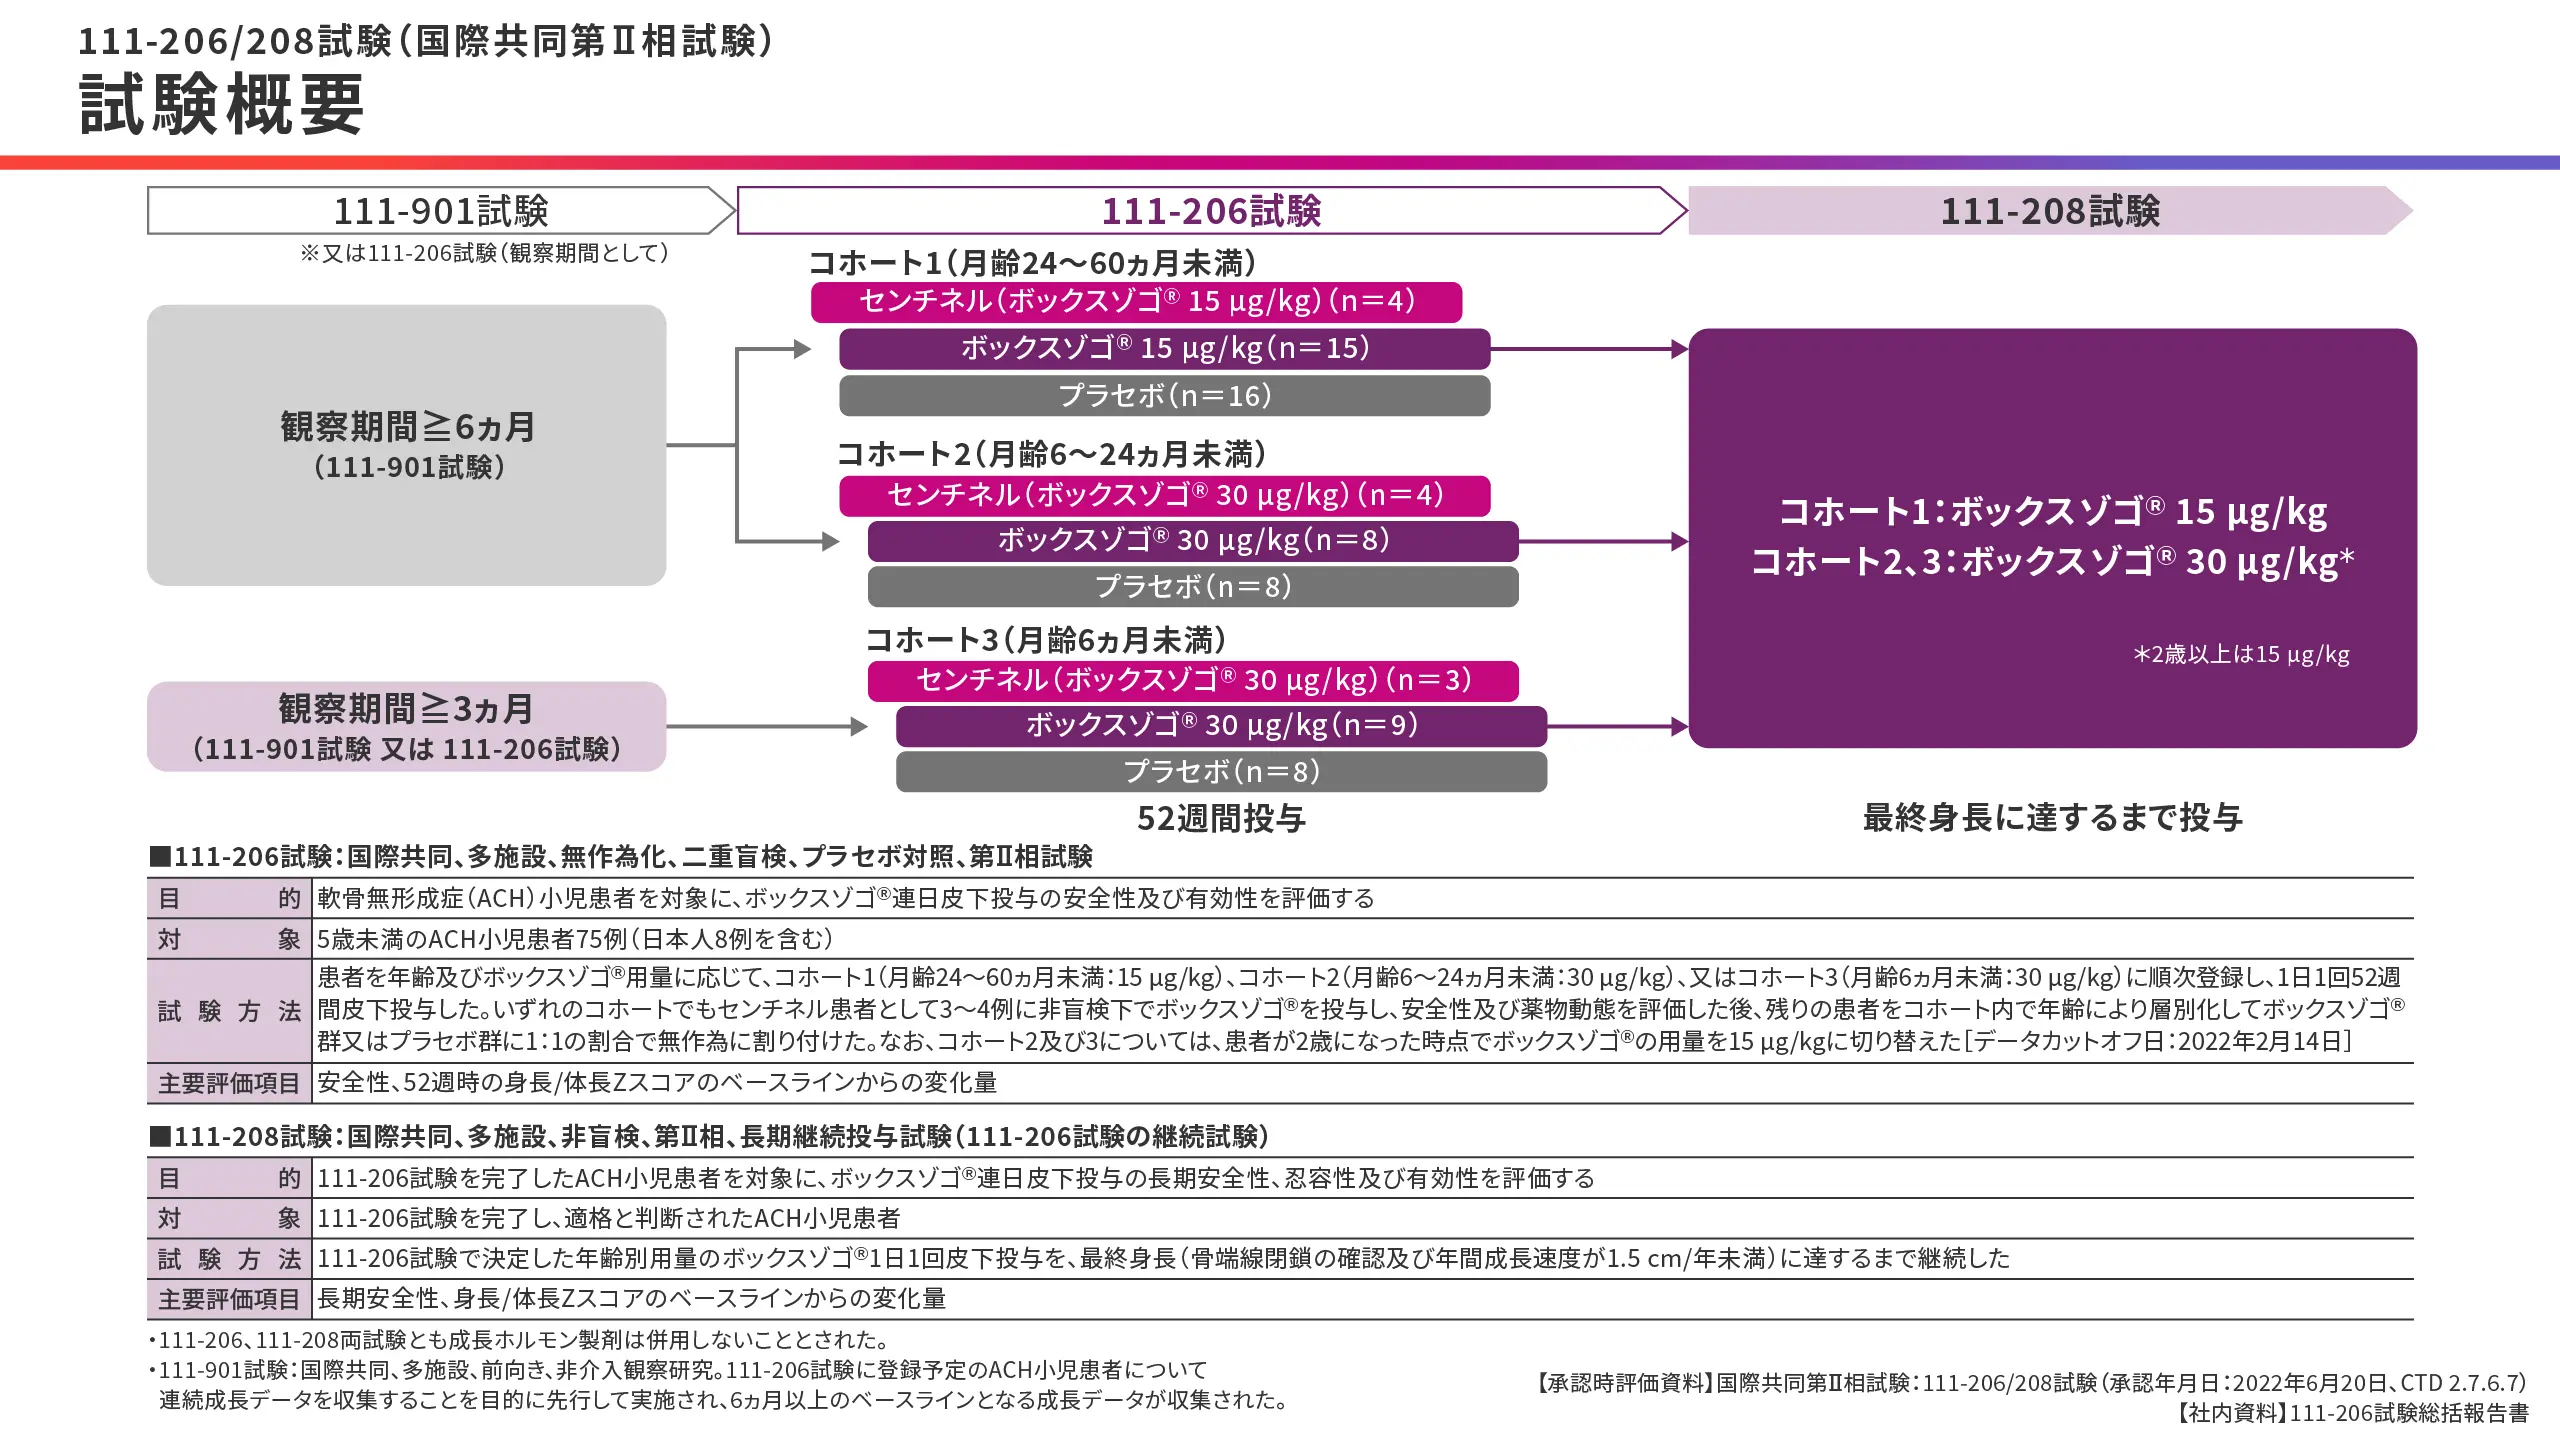 111-206/208試験（国際共同第Ⅱ相試験）
試験概要
111-901試験
※又は111-206試験（観察期間として）
111-206試験
111-208試験
観察期間≧6ヵ月
（111-901試験）
観察期間≧3ヵ月
（111-901試験 又は 111-206試験）
コホート1（月齢24～60ヵ月未満）
センチネル（ボックスゾゴ® 15 μg/kg）（n＝4）
ボックスゾゴ® 15 μg/kg（n＝15）
プラセボ（n＝16）
コホート2（月齢6～24ヵ月未満）
センチネル（ボックスゾゴ® 30 μg/kg）（n＝4）
ボックスゾゴ® 30 μg/kg（n＝8）
プラセボ（n＝8）
コホート3（月齢6ヵ月未満）
センチネル（ボックスゾゴ® 30 μg/kg）（n＝3）
ボックスゾゴ® 30 μg/kg（n＝9）
プラセボ（n＝8）
52週間投与
コホート1：ボックスゾゴ® 15 μg/kg
コホート2、3：ボックスゾゴ® 30 μg/kg＊
＊2歳以上は15 μg/kg
最終身長に達するまで投与
■111-206試験：国際共同、多施設、無作為化、二重盲検、プラセボ対照、第Ⅱ相試験
目的 軟骨無形成症（ACH）小児患者を対象に、ボックスゾゴ®連日皮下投与の安全性及び有効性を評価する
対象 5歳未満のACH小児患者75例（日本人8例を含む）
試験方法 患者を年齢及びボックスゾゴ®用量に応じて、コホート1（月齢24～60ヵ月未満：15 μg/kg）、コホート2（月齢6～24ヵ月未満：30 μg/kg）、又はコホート3（月齢6ヵ月未満：30 μg/kg）に順次登録し、1日1回52週
間皮下投与した。いずれのコホートでもセンチネル患者として3～4例に非盲検下でボックスゾゴ®を投与し、安全性及び薬物動態を評価した後、残りの患者をコホート内で年齢により層別化してボックスゾゴ®
群又はプラセボ群に1：1の割合で無作為に割り付けた。なお、コホート2及び3については、患者が2歳になった時点でボックスゾゴ®の用量を15 μg/kgに切り替えた［データカットオフ日：2022年2月14日］
主要評価項目 安全性、52週時の身長/体長Zスコアのベースラインからの変化量
■111-208試験：国際共同、多施設、非盲検、第Ⅱ相、長期継続投与試験（111-206試験の継続試験）
目的 111-206試験を完了したACH小児患者を対象に、ボックスゾゴ®連日皮下投与の長期安全性、忍容性及び有効性を評価する
対象 111-206試験を完了し、適格と判断されたACH小児患者
試験方法 111-206試験で決定した年齢別用量のボックスゾゴ®1日1回皮下投与を、最終身長（骨端線閉鎖の確認及び年間成長速度が1.5 cm/年未満）に達するまで継続した
主要評価項目 長期安全性、身長/体長Zスコアのベースラインからの変化量
・111-206、111-208両試験とも成長ホルモン製剤は併用しないこととされた。
・111-901試験：国際共同、多施設、前向き、非介入観察研究。111-206試験に登録予定のACH小児患者について
連続成長データを収集することを目的に先行して実施され、6ヵ月以上のベースラインとなる成長データが収集された。
【承認時評価資料】国際共同第Ⅱ相試験：111-206/208試験（承認年月日：2022年6月20日、CTD 2.7.6.7）
【社内資料】111-206試験総括報告書